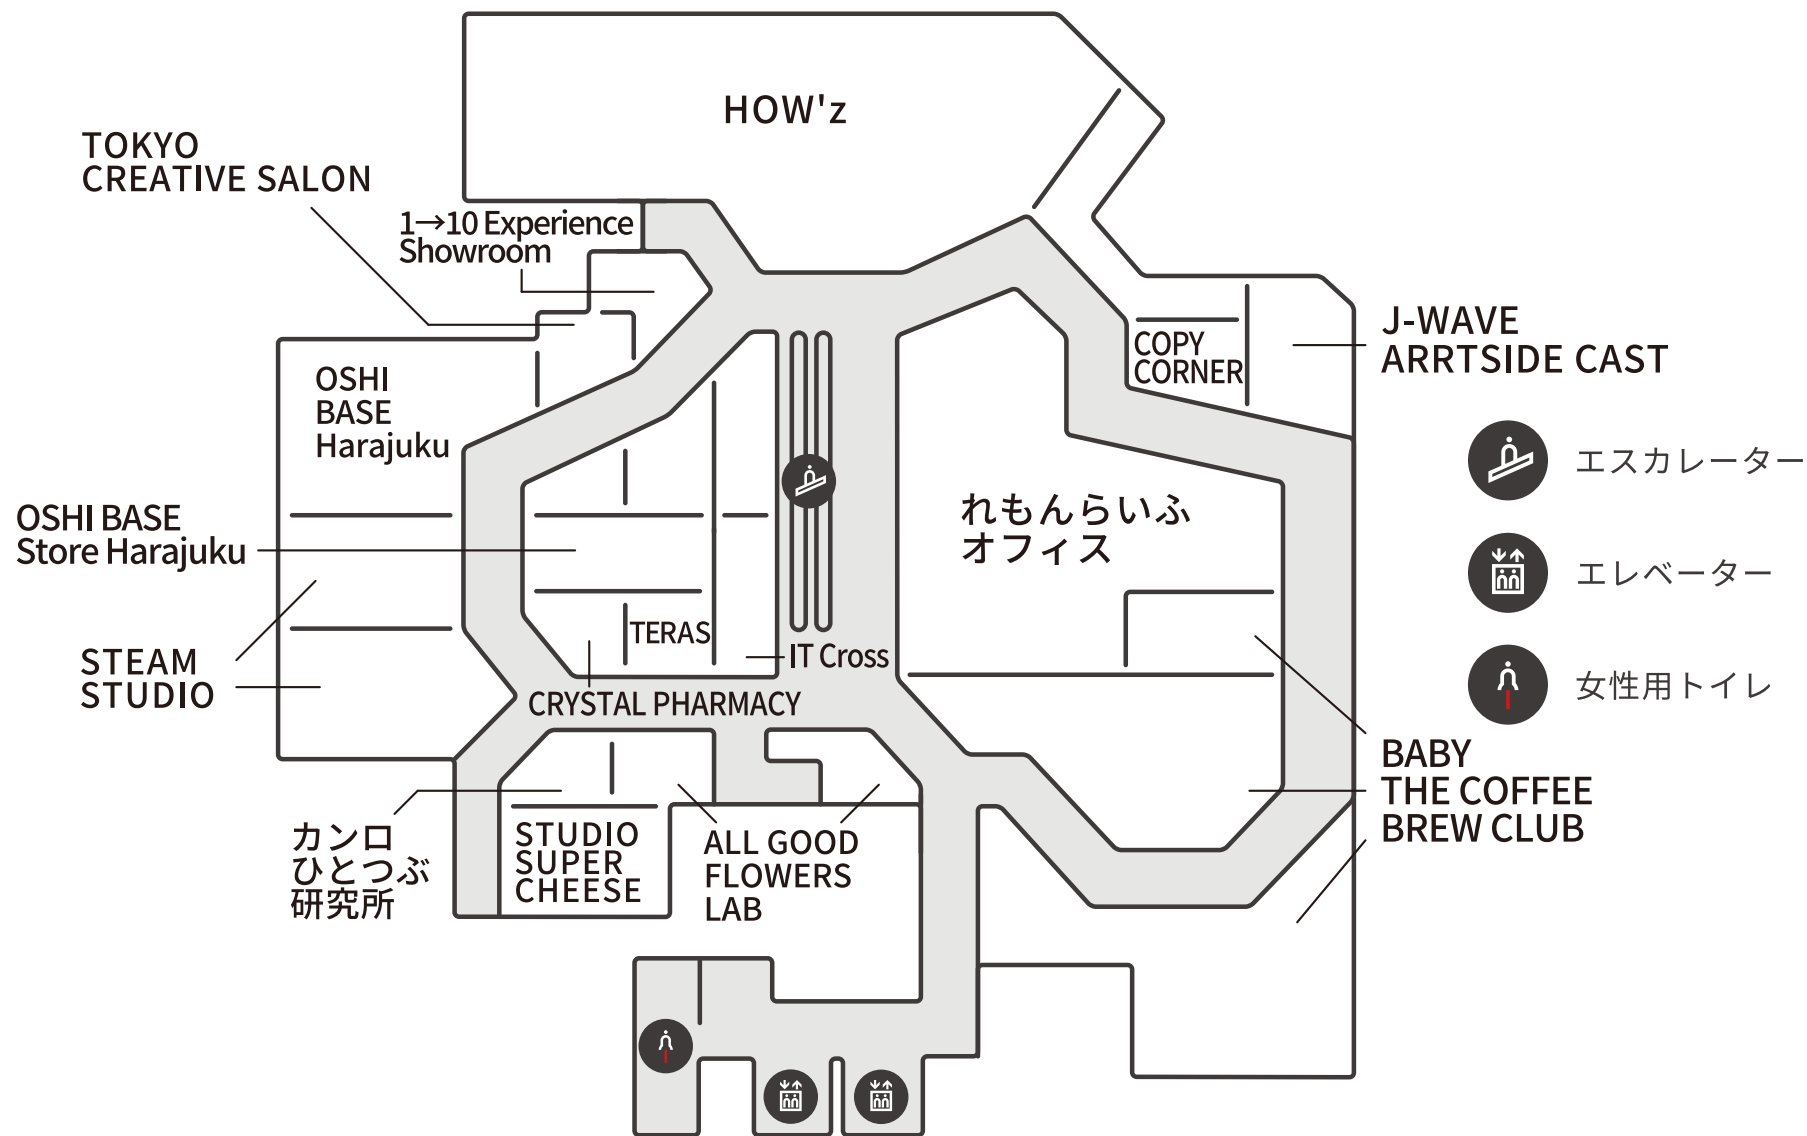 HOW'z
TOKYO
CREATIVE SALON
1→10 Experience
Showroom
J-WAVE
ARRTSIDE CAST
COPY
CORNER
OSHI
BASE
Harajuku
エスカレーター
れもんらいふ
オフィス
OSHI BASE
Store Harajuku
エレベーター
TERAS
IT Cross
STEAM
STUDIO
女性用トイレ
CRYSTAL PHARMACY
BABY
THE COFFEE
BREW CLUB
カンロ
ひとつぶ
研究所
STUDIO
SUPER
CHEESE
ALL GOOD
FLOWERS
LAB